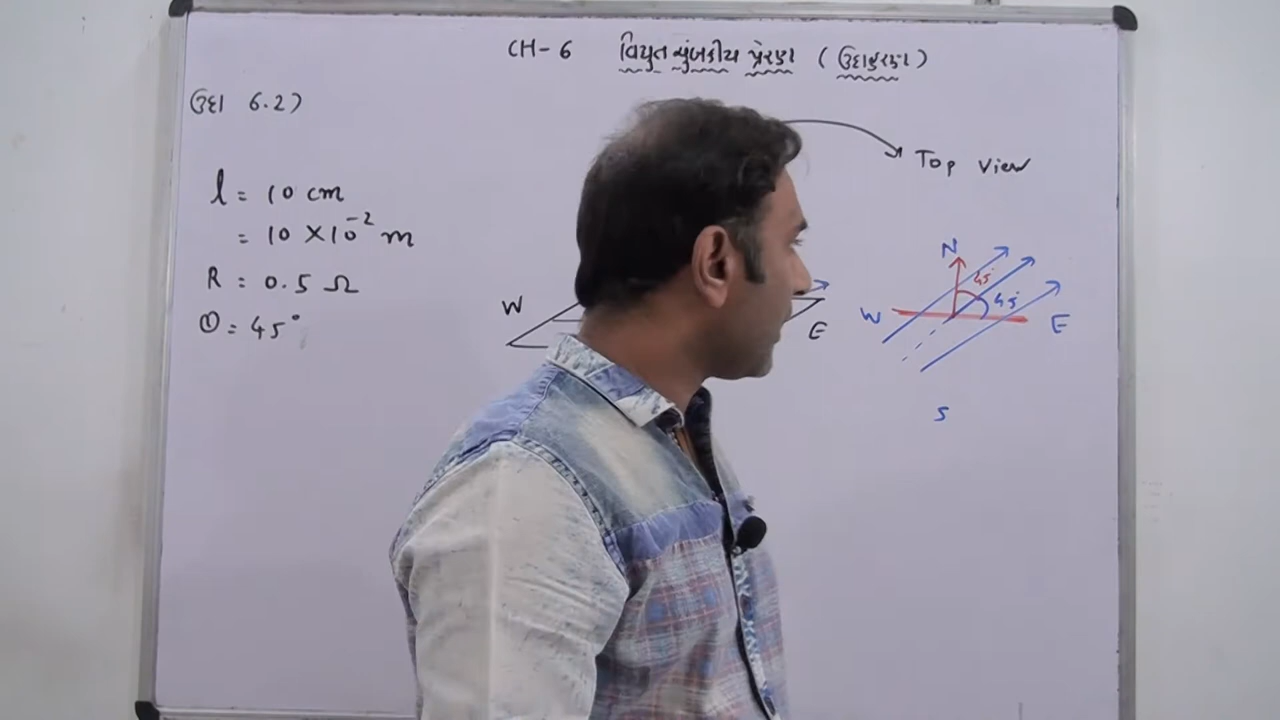 CH-6 વિદ્યુત ચુંબકીય પ્રેરણ (ઉદાહરણ)
ઉદા 6.2)
Top View
l = 10 cm
= 10 × 10⁻² m
R = 0.5 Ω
θ = 45°
W
E
N
45°
45°
W
E
S